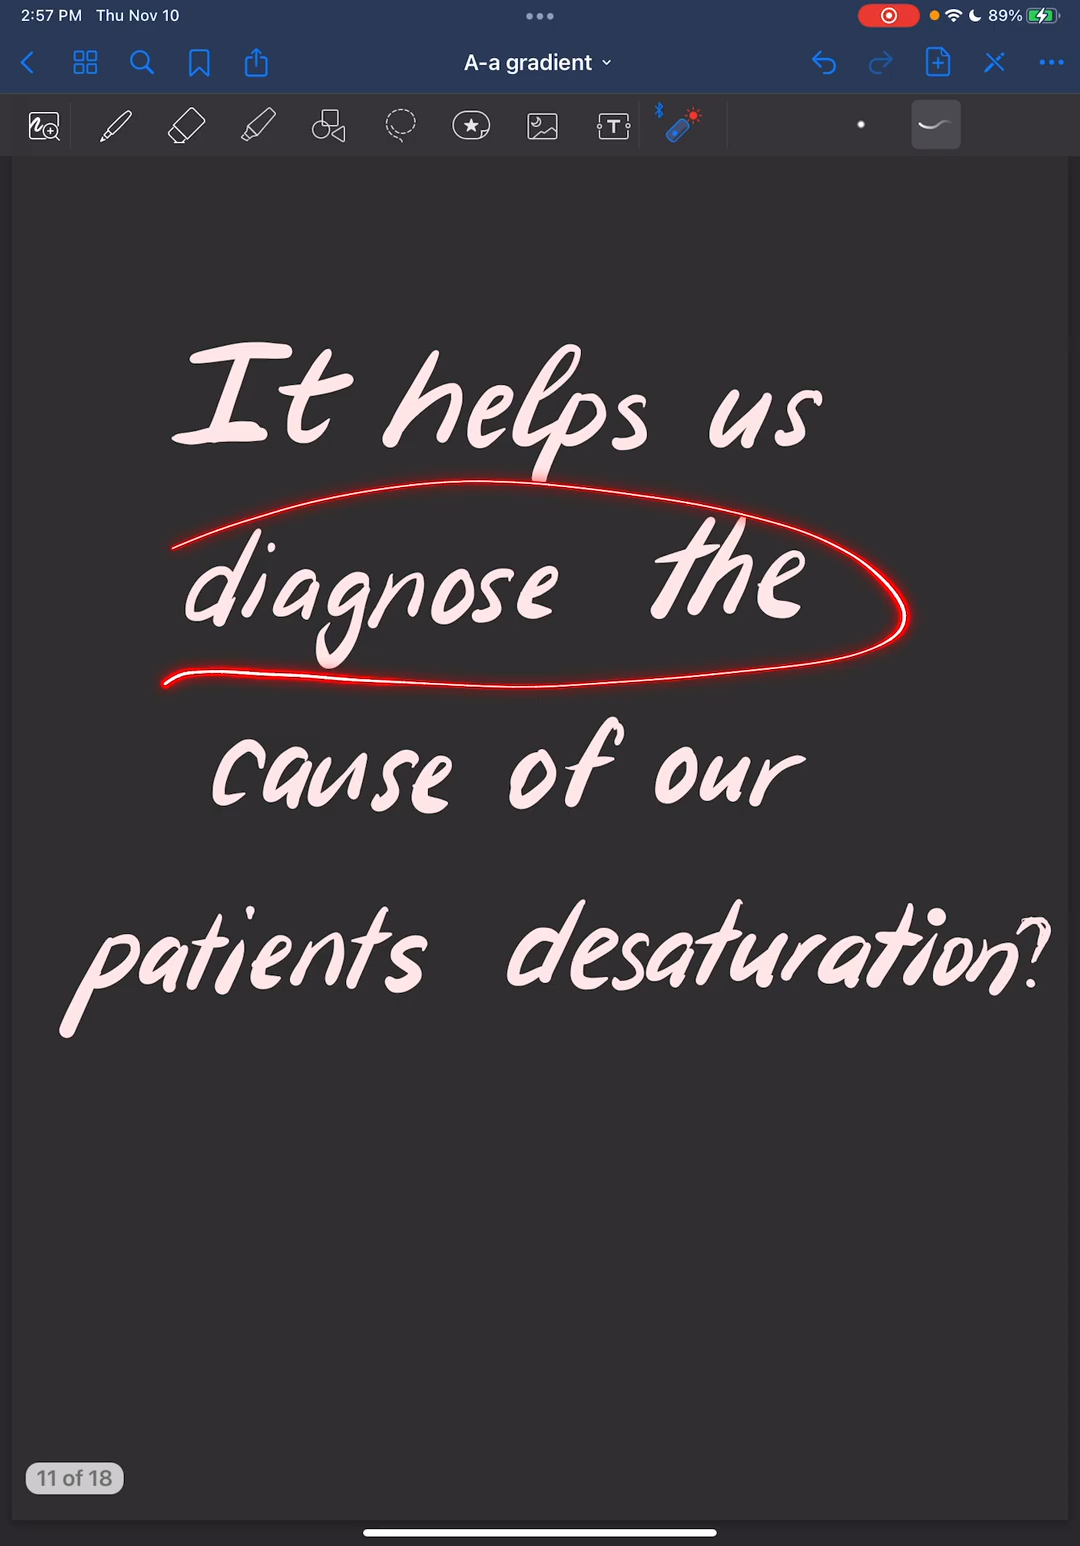 2:57 PM Thu Nov 10
89%
A-a gradient
T
It helps us
diagnose the
cause of our
patients desaturation?
11 of 18